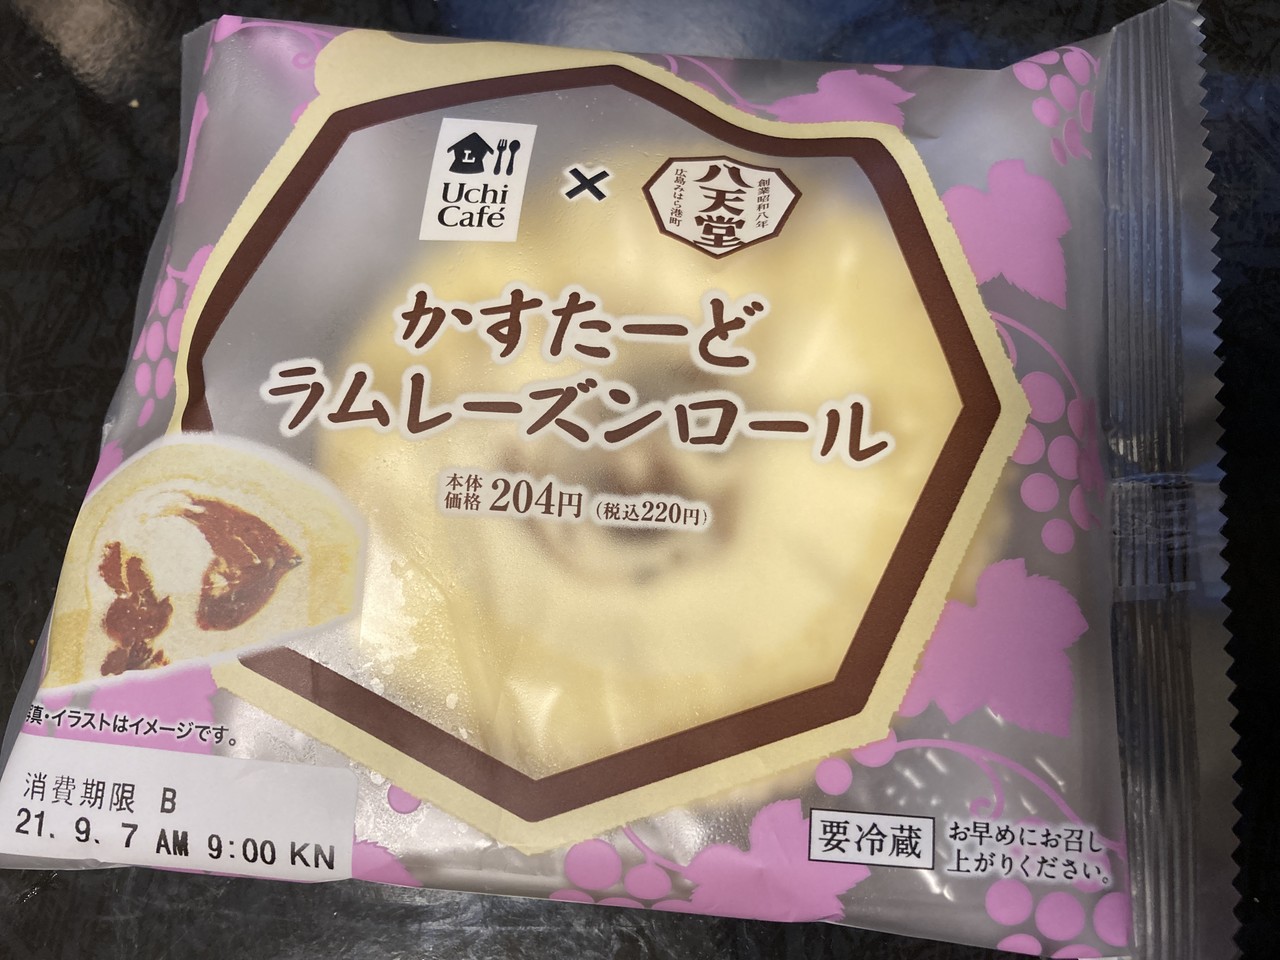 L
Uchi
Café
×
創業昭和八年
八天堂
広島みはら港町
かすたーど
ラムレーズンロール
本体
価格 204円 (税込220円)
真・イラストはイメージです。
消費期限 B
21. 9. 7 AM 9:00 KN
要冷蔵
お早めにお召し
上がりください。